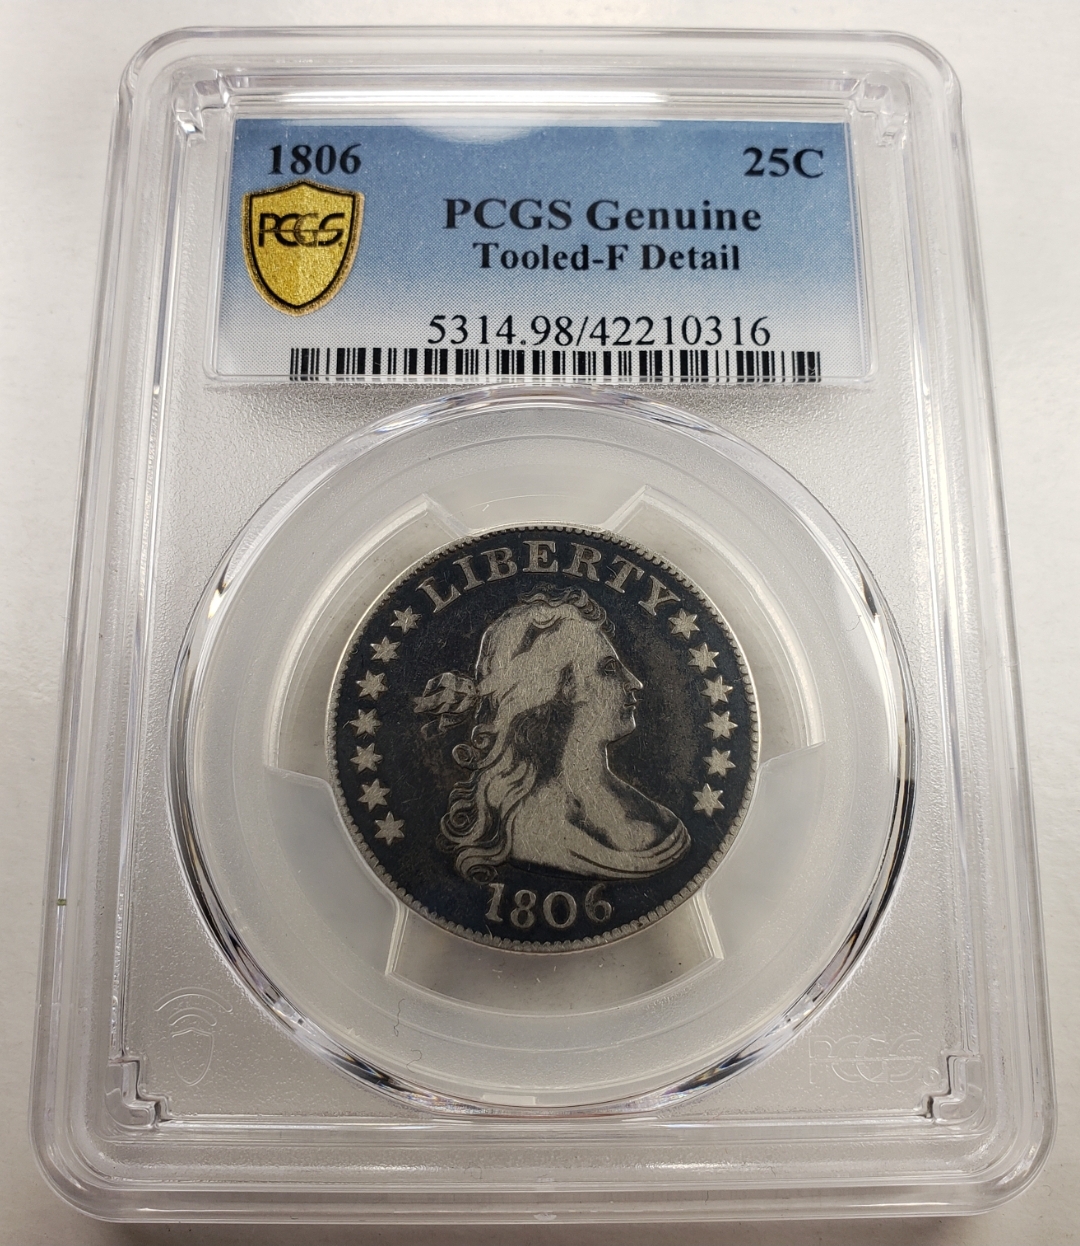 1806 25C
PCGS
PCGS Genuine
Tooled-F Detail
5314.98/42210316
LIBERTY
1806
PCGS